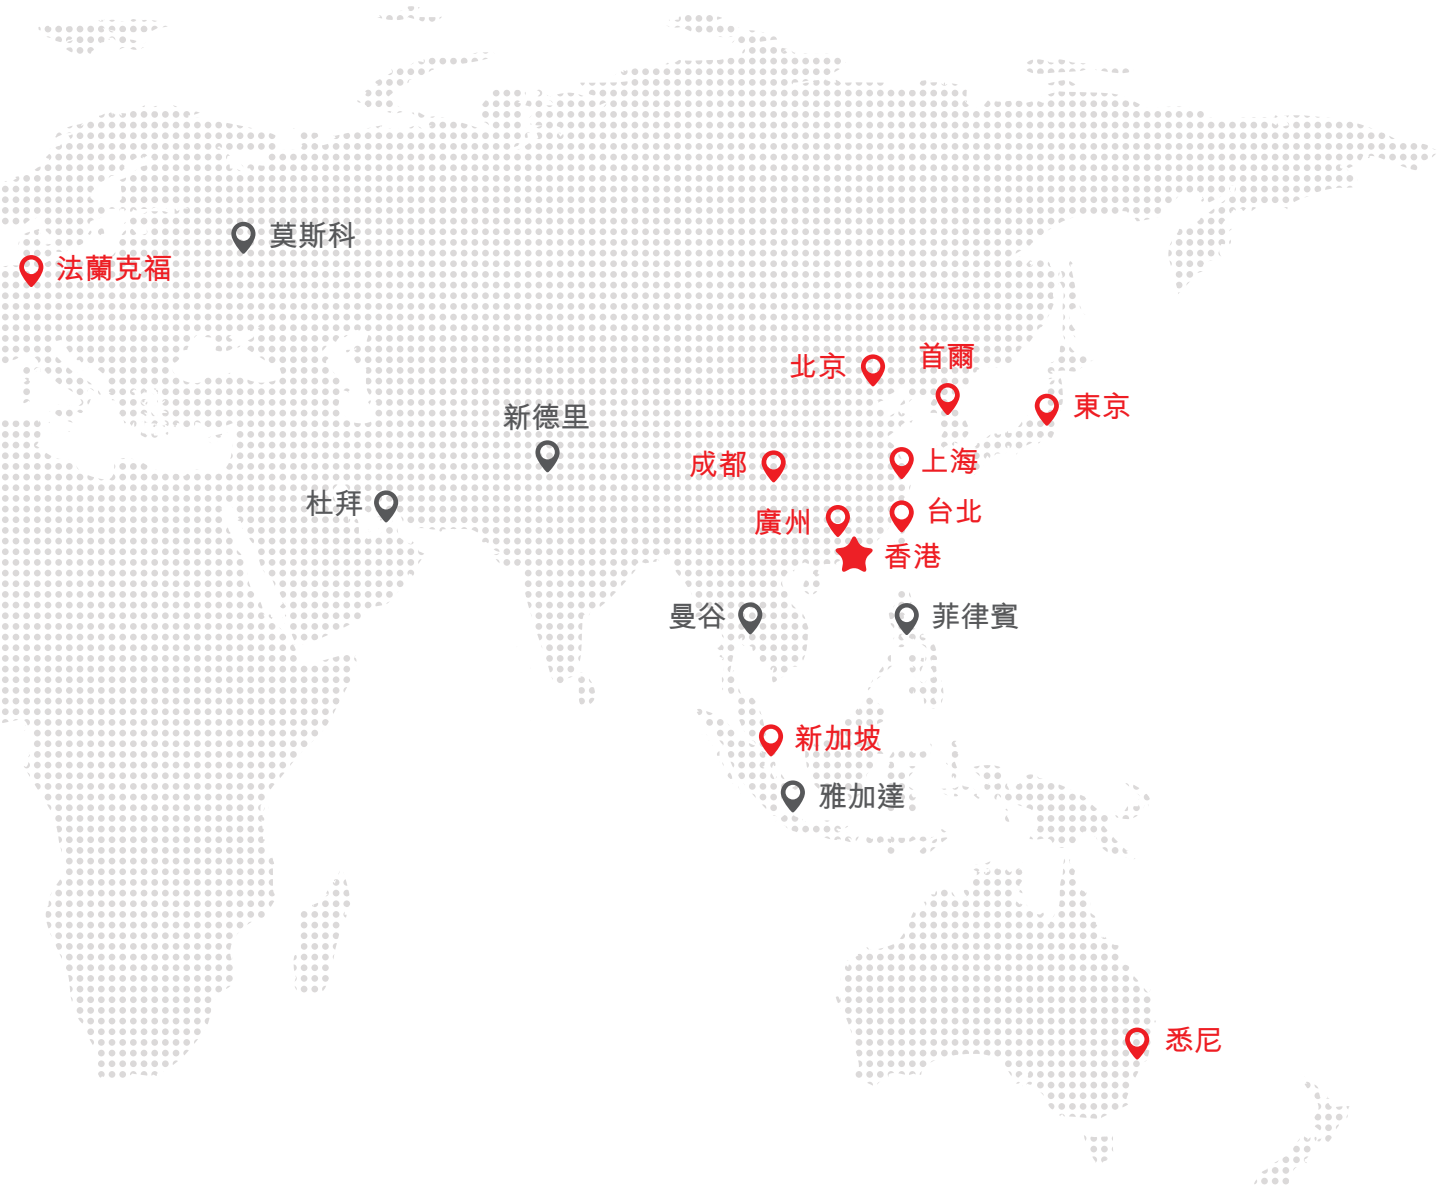 莫斯科
法蘭克福
首爾
北京
東京
新德里
成都
上海
杜拜
台北
廣州
香港
曼谷
菲律賓
新加坡
雅加達
悉尼